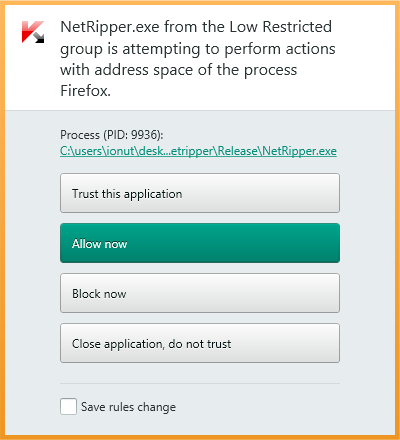 NetRipper.exe from the Low Restricted
group is attempting to perform actions
with address space of the process
Firefox.
Process (PID: 9936):
C:\users\ionut\desk...etripper\Release\NetRipper.exe
Trust this application
Allow now
Block now
Close application, do not trust
Save rules change